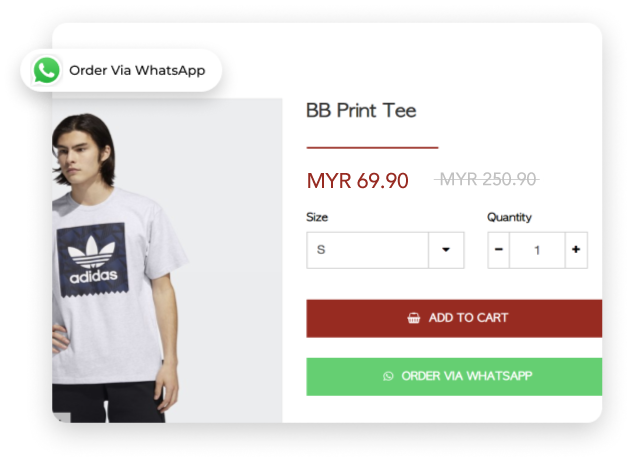 Order Via WhatsApp
BB Print Tee
MYR 69.90 MYR 250.90
Size Quantity
S - 1 +
ADD TO CART
ORDER VIA WHATSAPP
adidas